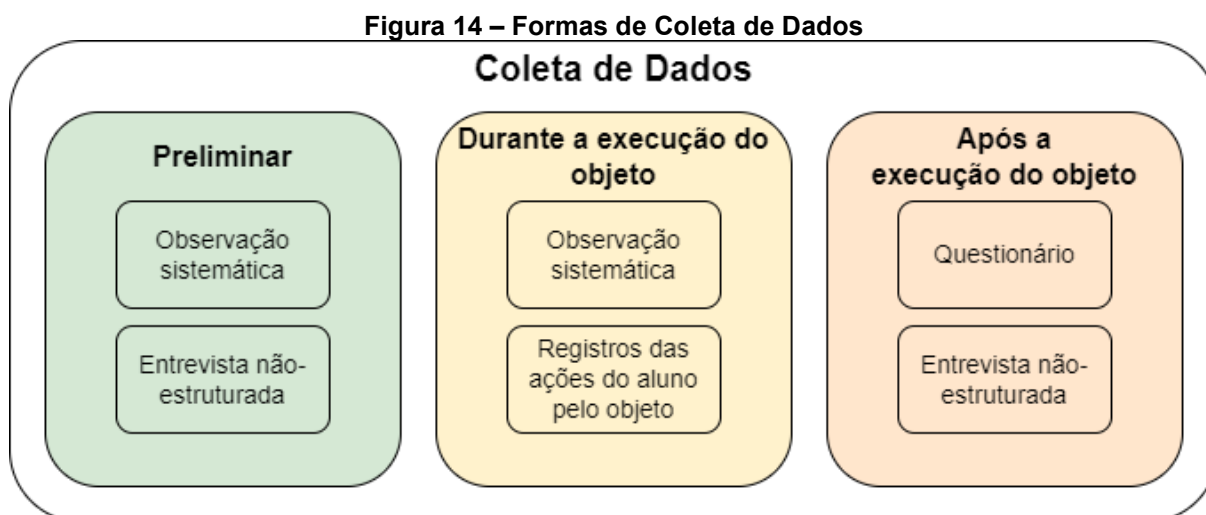 Figura 14 – Formas de Coleta de Dados
Coleta de Dados
Preliminar
Observação
sistemática
Entrevista não-
estruturada
Durante a execução do
objeto
Observação
sistemática
Registros das
ações do aluno
pelo objeto
Após a
execução do objeto
Questionário
Entrevista não-
estruturada